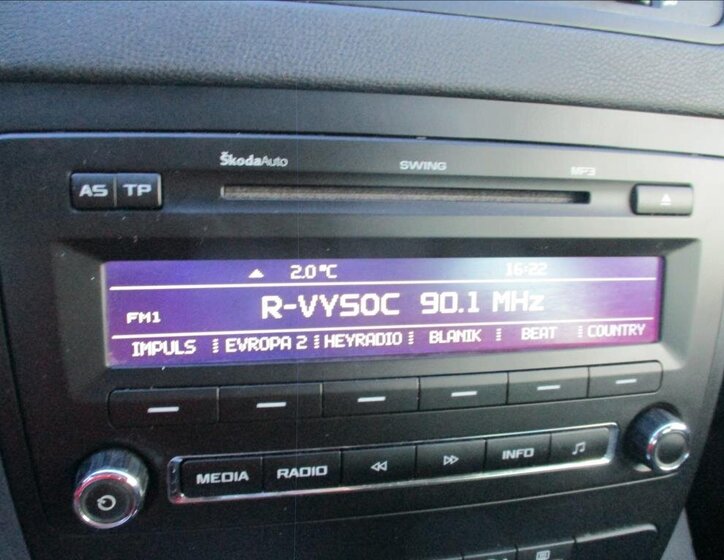 ŠkodaAuto SWING MP3
AS TP
2.0 °C 16:22
FM1 R-VYSOC 90.1 MHz
IMPULS EVROPA 2 HEYRADIO BLANIK BEAT COUNTRY
MEDIA RADIO INFO